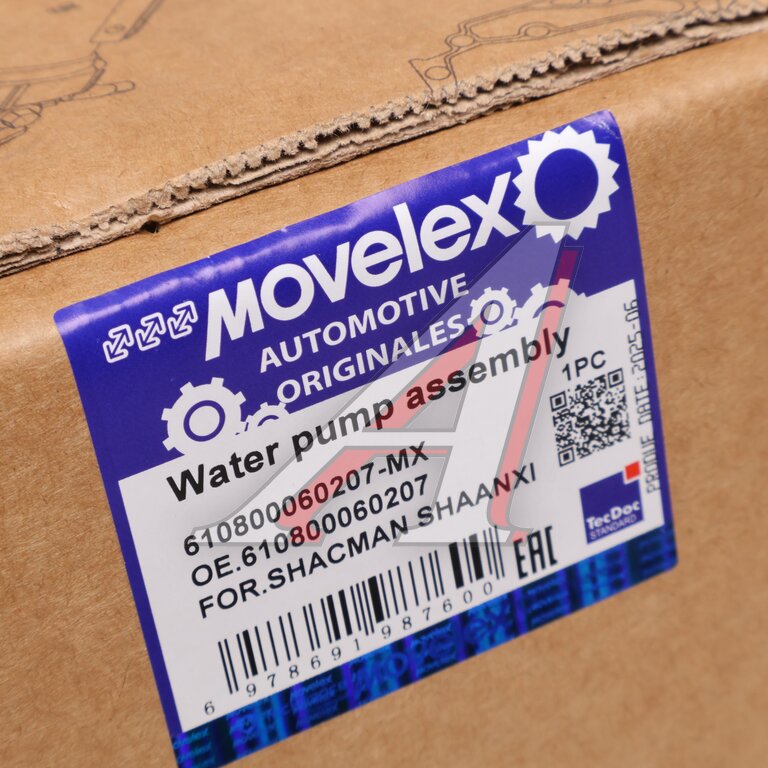 MOVelex
AUTOMOTIVE
ORIGINALES
Water pump assembly
1PC
610800060207-MX
OE.610800060207
FOR.SHACMAN SHAANXI
EAC
PRODUE DATE:2025-06
TecDoc
STANDARD
6 978691 987600